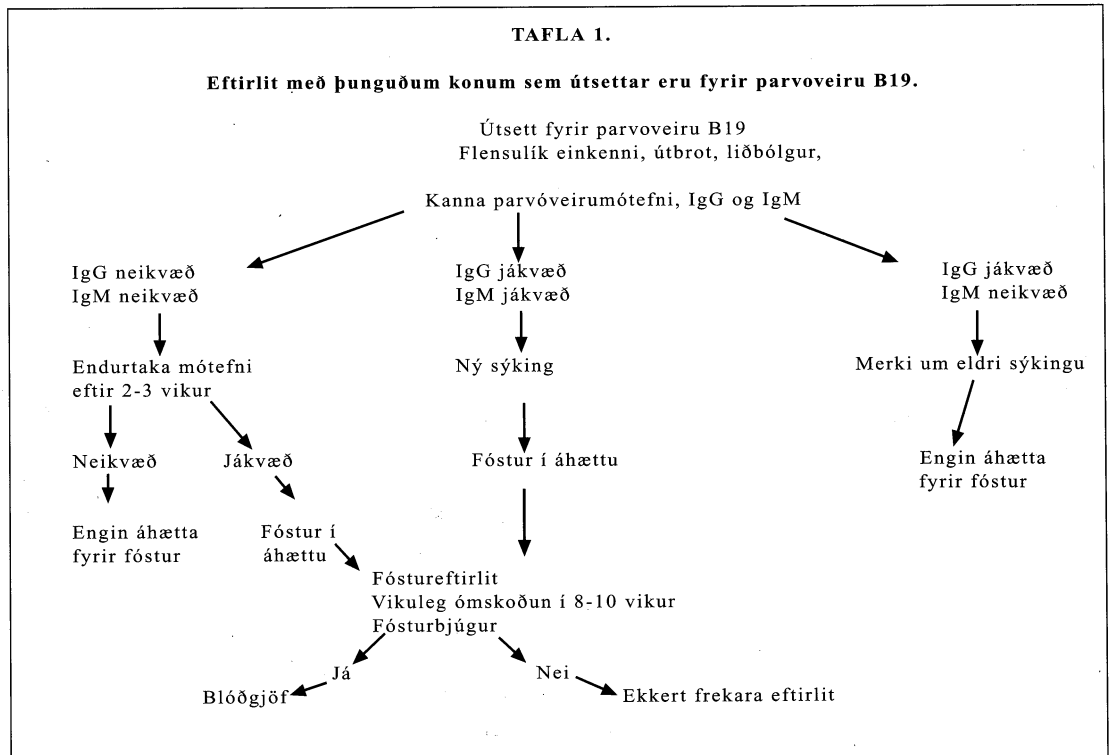 TAFLA 1.
Eftirlit með þunguðum konum sem útsettar eru fyrir parvoveiru B19.
Útsett fyrir parvoveiru B19
Flensulík einkenni, útbrot, liðbólgur,
Kanna parvóveirumótefni, IgG og IgM
IgG neikvæð
IgM neikvæð
IgG jákvæð
IgM jákvæð
IgG jákvæð
IgM neikvæð
Endurtaka mótefni
eftir 2-3 vikur
Ný sýking
Merki um eldri sýkingu
Neikvæð
Jákvæð
Fóstur í áhættu
Engin áhætta
fyrir fóstur
Engin áhætta
fyrir fóstur
Fóstur í
áhættu
Fóstureftirlit
Vikuleg ómskoðun í 8-10 vikur
Fósturbjúgur
Já
Nei
Blóðgjöf
Ekkert frekara eftirlit